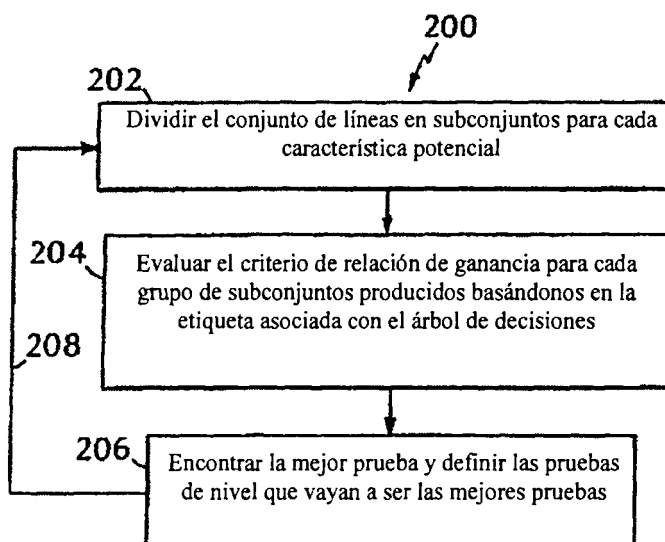 200
202
Dividir el conjunto de líneas en subconjuntos para cada
característica potencial
204
Evaluar el criterio de relación de ganancia para cada
grupo de subconjuntos producidos basándonos en la
etiqueta asociada con el árbol de decisiones
208
206
Encontrar la mejor prueba y definir las pruebas
de nivel que vayan a ser las mejores pruebas